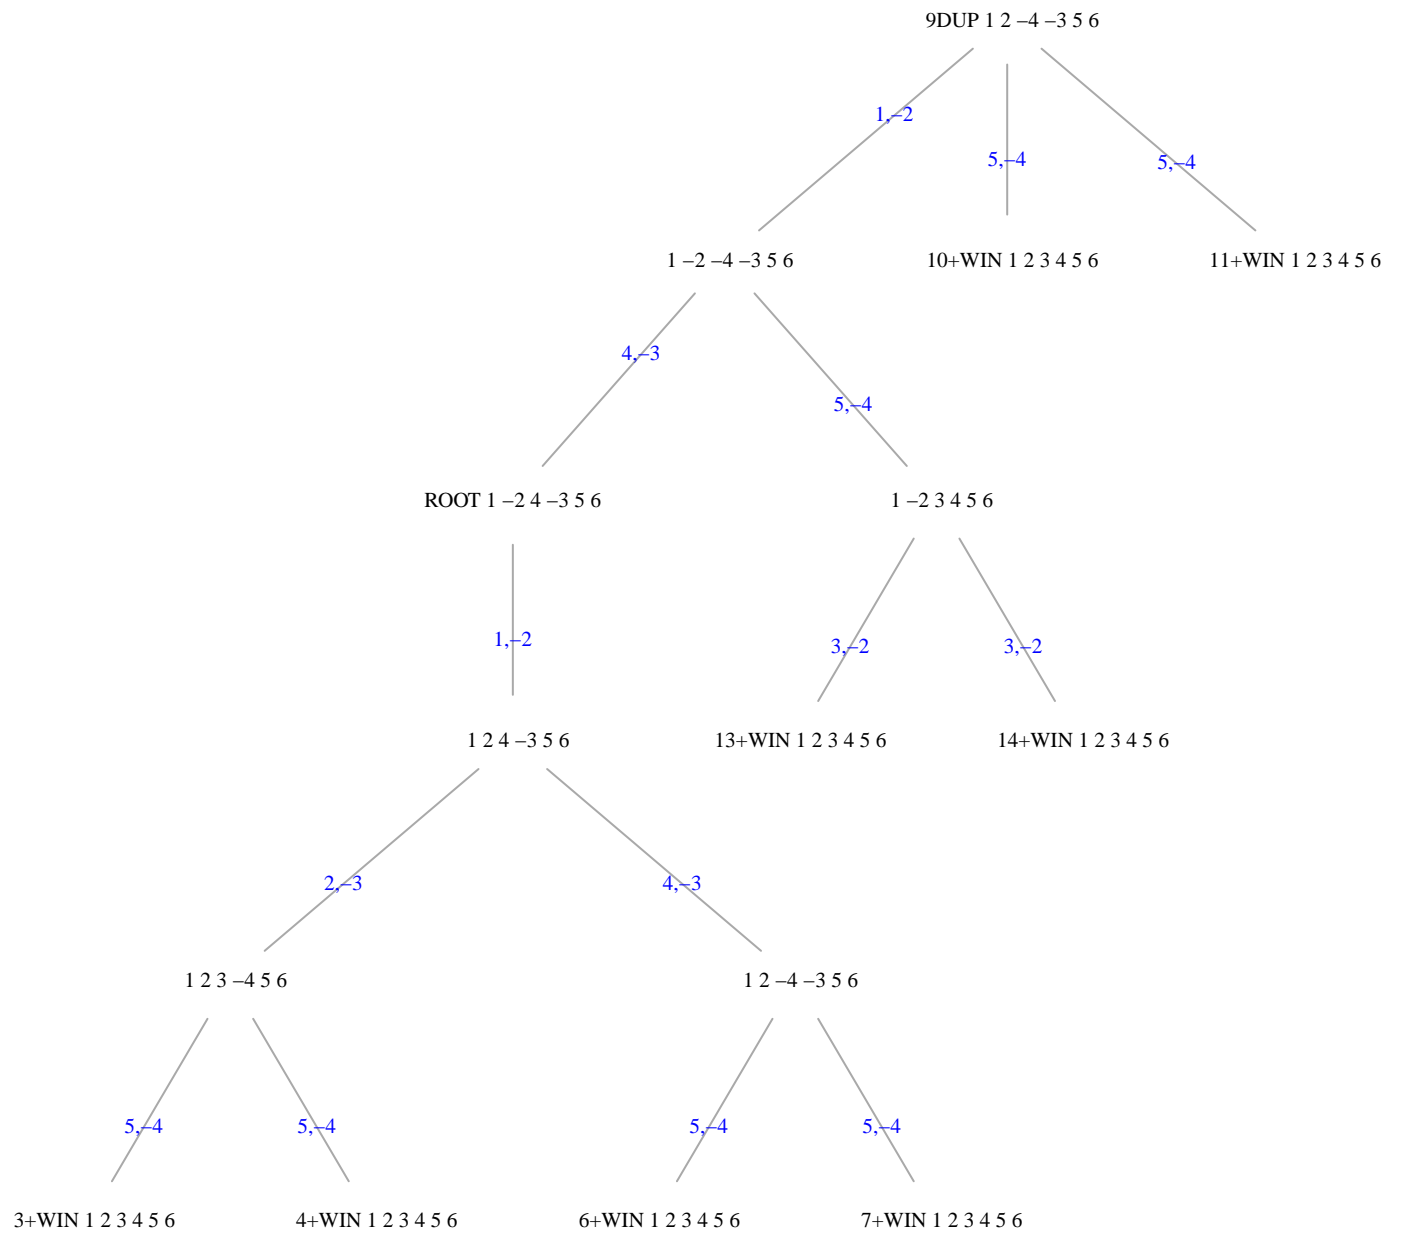 9DUP 1 2 –4 –3 5 6
1,–2
5,–4
5,–4
1 –2 –4 –3 5 6
10+WIN 1 2 3 4 5 6
11+WIN 1 2 3 4 5 6
4,–3
5,–4
ROOT 1 –2 4 –3 5 6
1 –2 3 4 5 6
1,–2
3,–2
3,–2
1 2 4 –3 5 6
13+WIN 1 2 3 4 5 6
14+WIN 1 2 3 4 5 6
2,–3
4,–3
1 2 3 –4 5 6
1 2 –4 –3 5 6
5,–4
5,–4
5,–4
5,–4
3+WIN 1 2 3 4 5 6
4+WIN 1 2 3 4 5 6
6+WIN 1 2 3 4 5 6
7+WIN 1 2 3 4 5 6